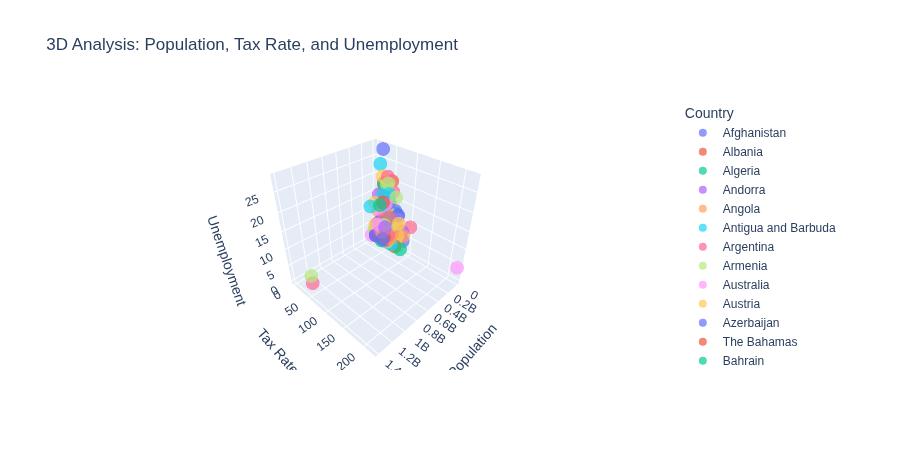 3D Analysis: Population, Tax Rate, and Unemployment
Country
Afghanistan
Albania
Algeria
Andorra
Angola
Antigua and Barbuda
Argentina
Armenia
Australia
Austria
Azerbaijan
The Bahamas
Bahrain
Unemployment
25
20
15
10
5
0
Tax Rate
0
50
100
150
200
Population
0
0.2B
0.4B
0.6B
0.8B
1B
1.2B